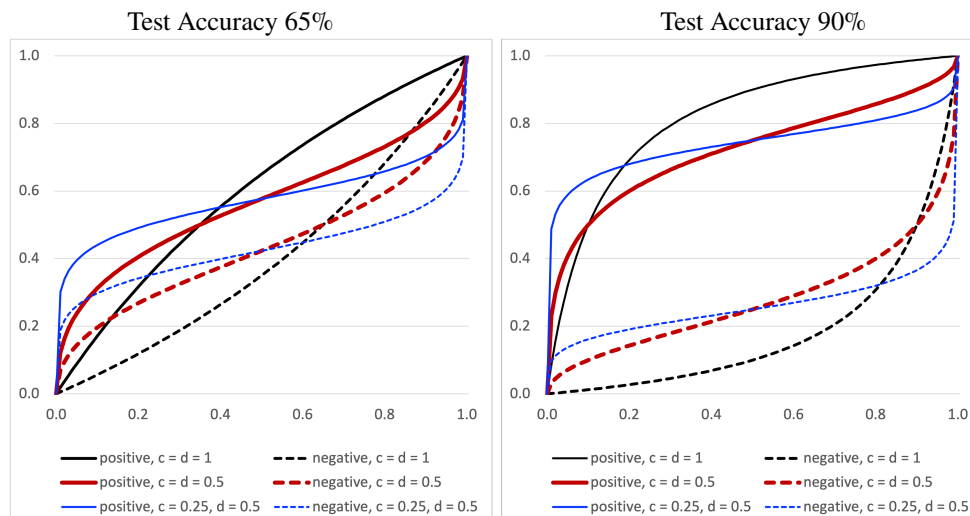 Test Accuracy 65%
1.0
0.8
0.6
0.4
0.2
0.0
0.0 0.2 0.4 0.6 0.8 1.0
positive, c = d = 1 negative, c = d = 1
positive, c = d = 0.5 negative, c = d = 0.5
positive, c = 0.25, d = 0.5 negative, c = 0.25, d = 0.5
Test Accuracy 90%
1.0
0.8
0.6
0.4
0.2
0.0
0.0 0.2 0.4 0.6 0.8 1.0
positive, c = d = 1 negative, c = d = 1
positive, c = d = 0.5 negative, c = d = 0.5
positive, c = 0.25, d = 0.5 negative, c = 0.25, d = 0.5